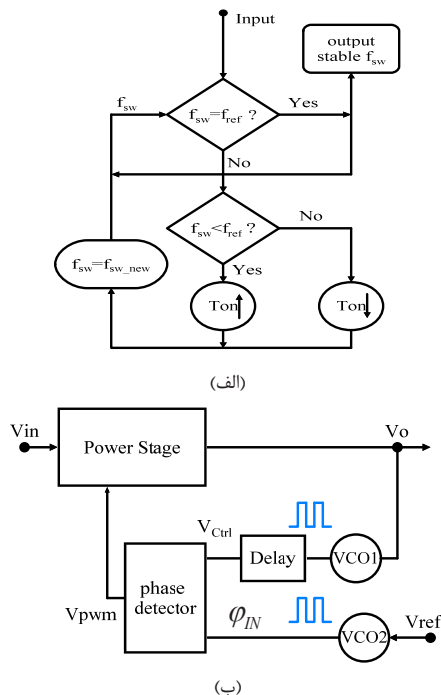 Input
output
stable f_sw
f_sw
f_sw=f_ref ?
Yes
No
f_sw<f_ref ?
No
f_sw=f_sw_new
Yes
Ton
Ton
(الف)
Vin
Vo
Power Stage
V_Ctrl
Delay
VCO1
phase
detector
Vpwm
φ_IN
VCO2
Vref
(ب)